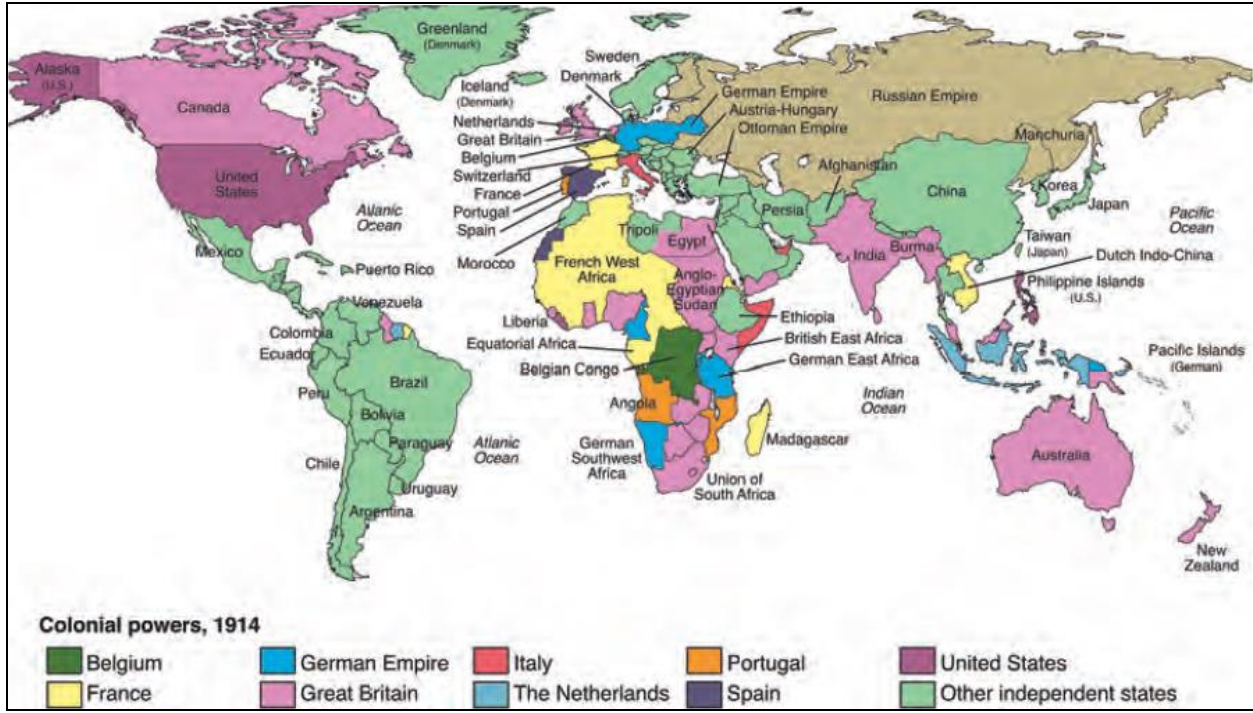 Greenland
(Denmark)
Alaska
(U.S.)
Canada
United
States
Mexico
Atlanic
Ocean
Puerto Rico
Venezuela
Colombia
Ecuador
Peru
Brazil
Bolivia
Paraguay
Chile
Uruguay
Argentina
Atlanic
Ocean
Sweden
Denmark
Iceland
(Denmark)
Netherlands
Great Britain
Belgium
Switzerland
France
Portugal
Spain
Morocco
German Empire
Austria-Hungary
Ottoman Empire
Russian Empire
Manchuria
Afghanistan
China
Korea
Japan
Persia
Tripoli
Egypt
French West
Africa
Anglo-
Egyptian
Sudan
Liberia
Equatorial Africa
Belgian Congo
Angola
German
Southwest
Africa
Ethiopia
British East Africa
German East Africa
Madagascar
Union of
South Africa
India
Burma
Taiwan
(Japan)
Dutch Indo-China
Philippine Islands
(U.S.)
Pacific
Ocean
Pacific Islands
(German)
Indian
Ocean
Australia
New
Zealand
Colonial powers, 1914
Belgium
German Empire
Italy
Portugal
United States
France
Great Britain
The Netherlands
Spain
Other independent states